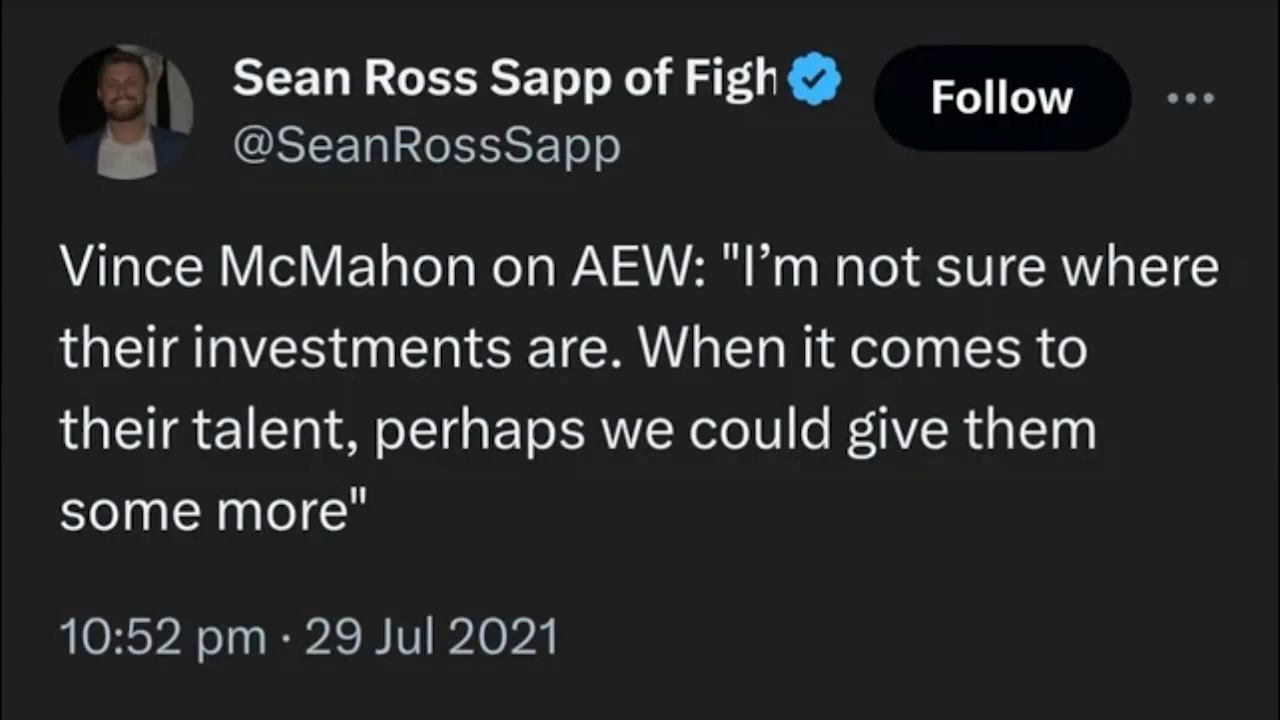 Sean Ross Sapp of Figh
Follow
@SeanRossSapp
Vince McMahon on AEW: "I’m not sure where
their investments are. When it comes to
their talent, perhaps we could give them
some more"
10:52 pm · 29 Jul 2021